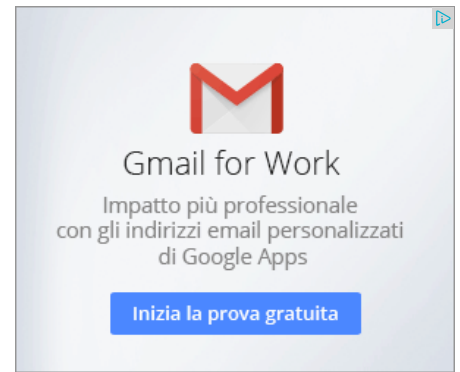 Gmail for Work
Impatto più professionale
con gli indirizzi email personalizzati
di Google Apps
Inizia la prova gratuita